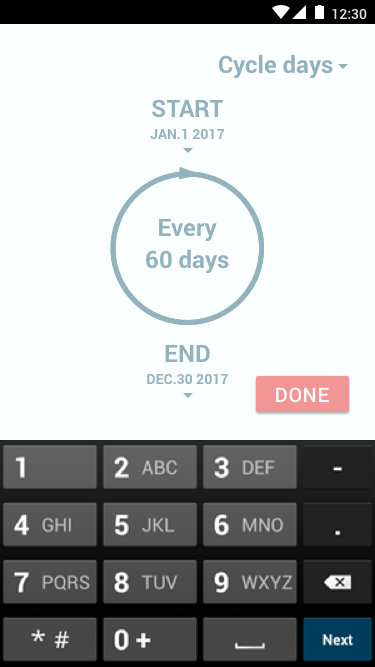 12:30
Cycle days
START
JAN.1 2017
Every
60 days
END
DEC.30 2017
DONE
1 2 ABC 3 DEF -
4 GHI 5 JKL 6 MNO .
7 PQRS 8 TUV 9 WXYZ
* # 0 + Next